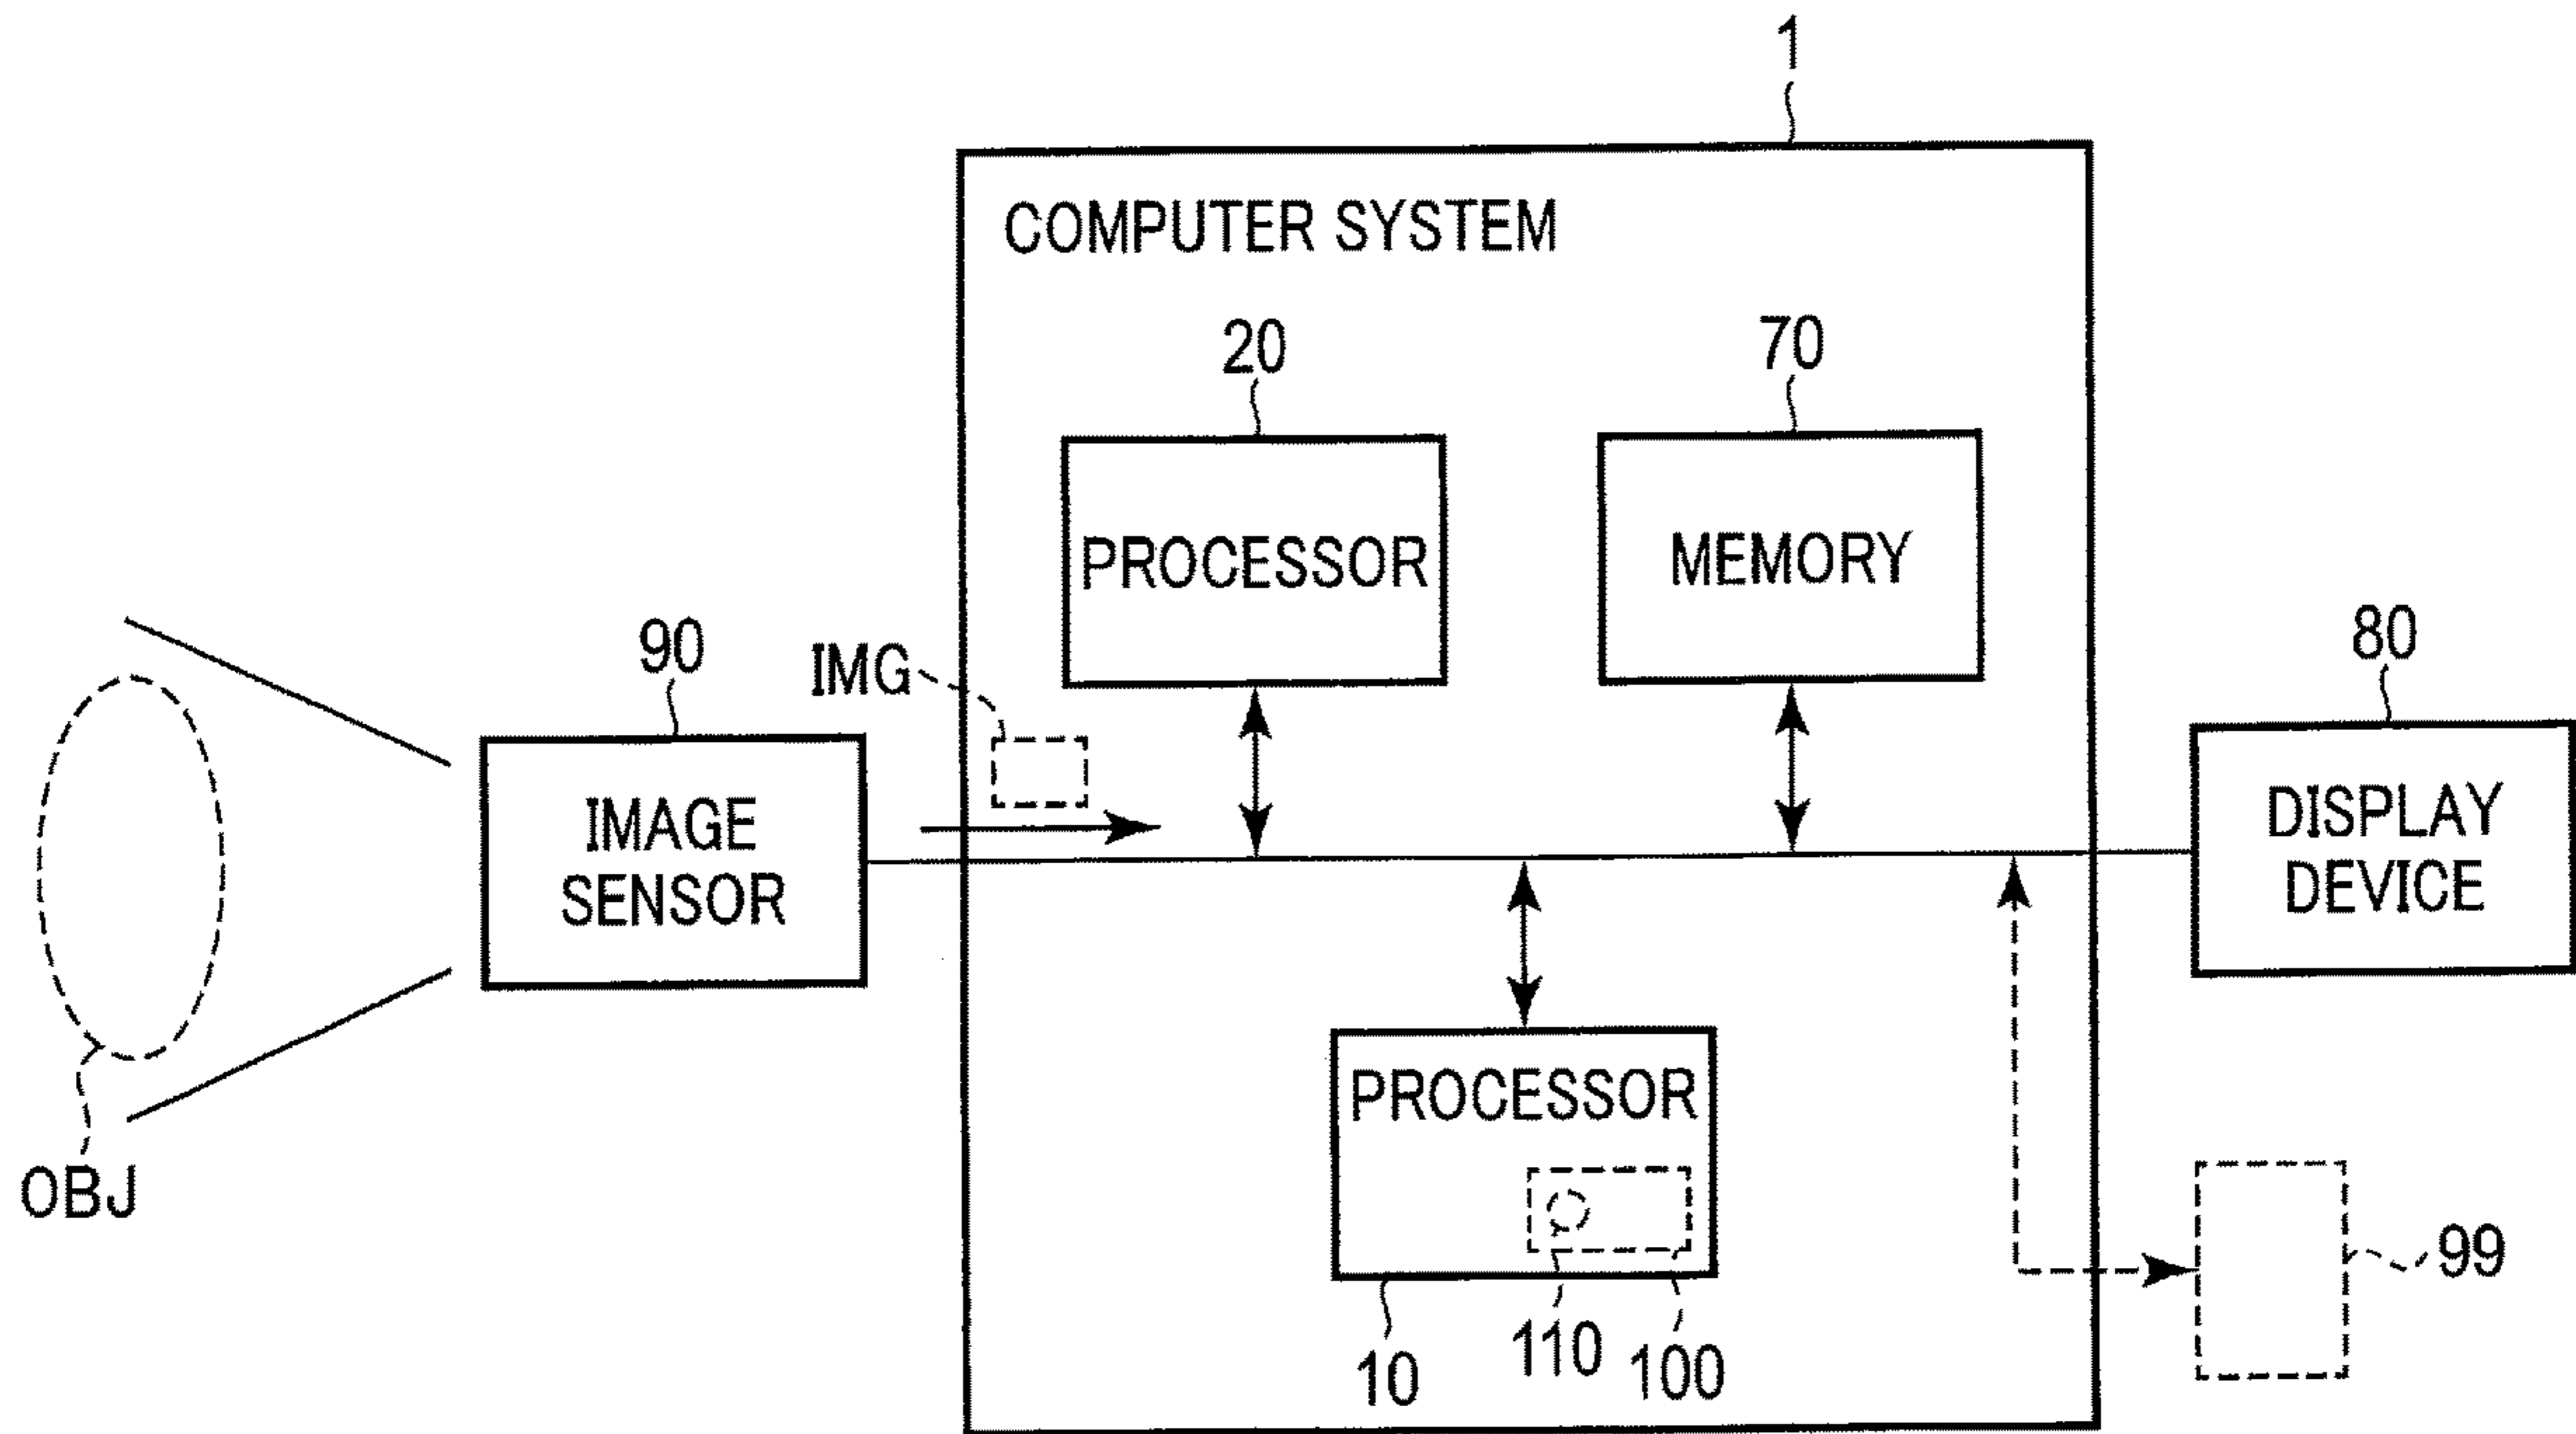 1
COMPUTER SYSTEM
20
70
PROCESSOR
MEMORY
90
IMG
80
IMAGE
SENSOR
DISPLAY
DEVICE
PROCESSOR
OBJ
99
10
110
100